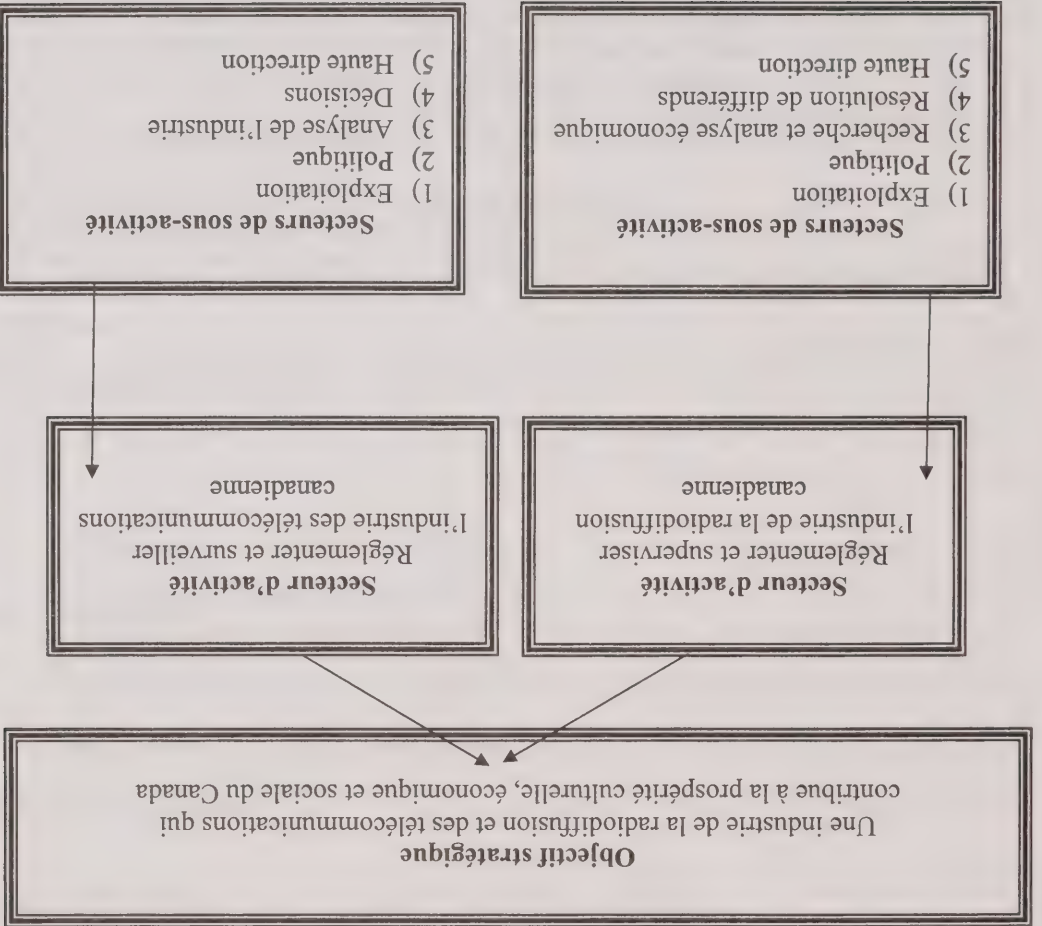 Objectif stratégique
Une industrie de la radiodiffusion et des télécommunications qui
contribue à la prospérité culturelle, économique et sociale du Canada
Secteur d'activité
Réglementer et superviser
l'industrie de la radiodiffusion
canadienne
Secteur d'activité
Réglementer et surveiller
l'industrie des télécommunications
canadienne
Secteurs de sous-activité
1) Exploitation
2) Politique
3) Recherche et analyse économique
4) Résolution de différends
5) Haute direction
Secteurs de sous-activité
1) Exploitation
2) Politique
3) Analyse de l'industrie
4) Décisions
5) Haute direction